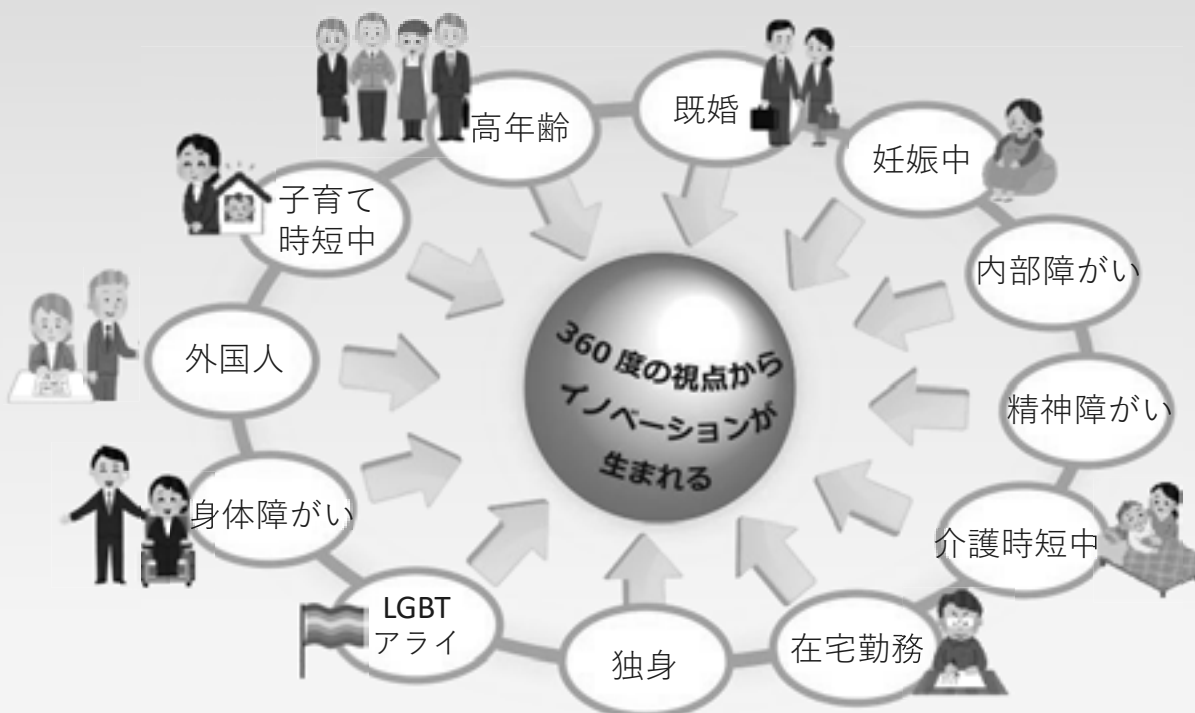 高年齢
既婚
妊娠中
内部障がい
精神障がい
介護時短中
在宅勤務
独身
LGBT
アライ
身体障がい
外国人
子育て
時短中
360度の視点から
イノベーションが
生まれる